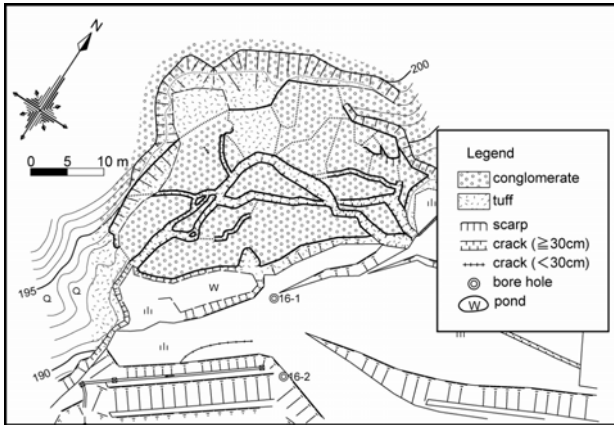 N
200
0 5 10 m
Legend
conglomerate
tuff
scarp
crack (≧30cm)
crack (<30cm)
bore hole
W pond
195
Q
Q
W
16-1
190
16-2